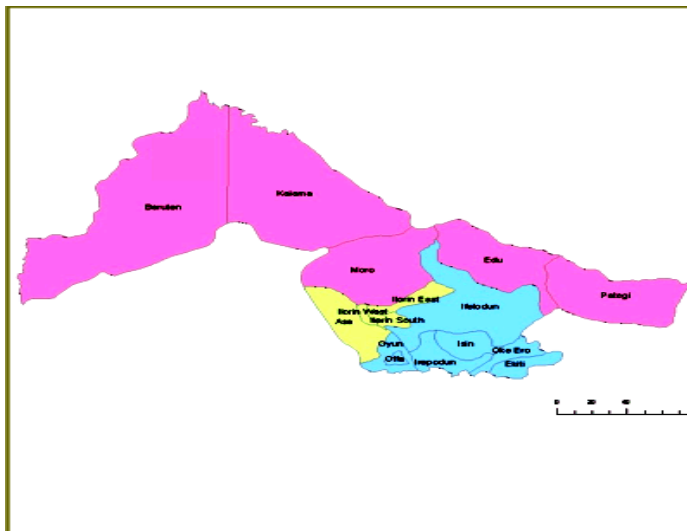 Kaiama
Baruten
Edu
Moro
Patigi
Ilorin East
Ifelodun
Ilorin West
Ilorin South
Asa
Oyun
Isin
Oke Ero
Offa
Irepodun
Ekiti
0 20 40